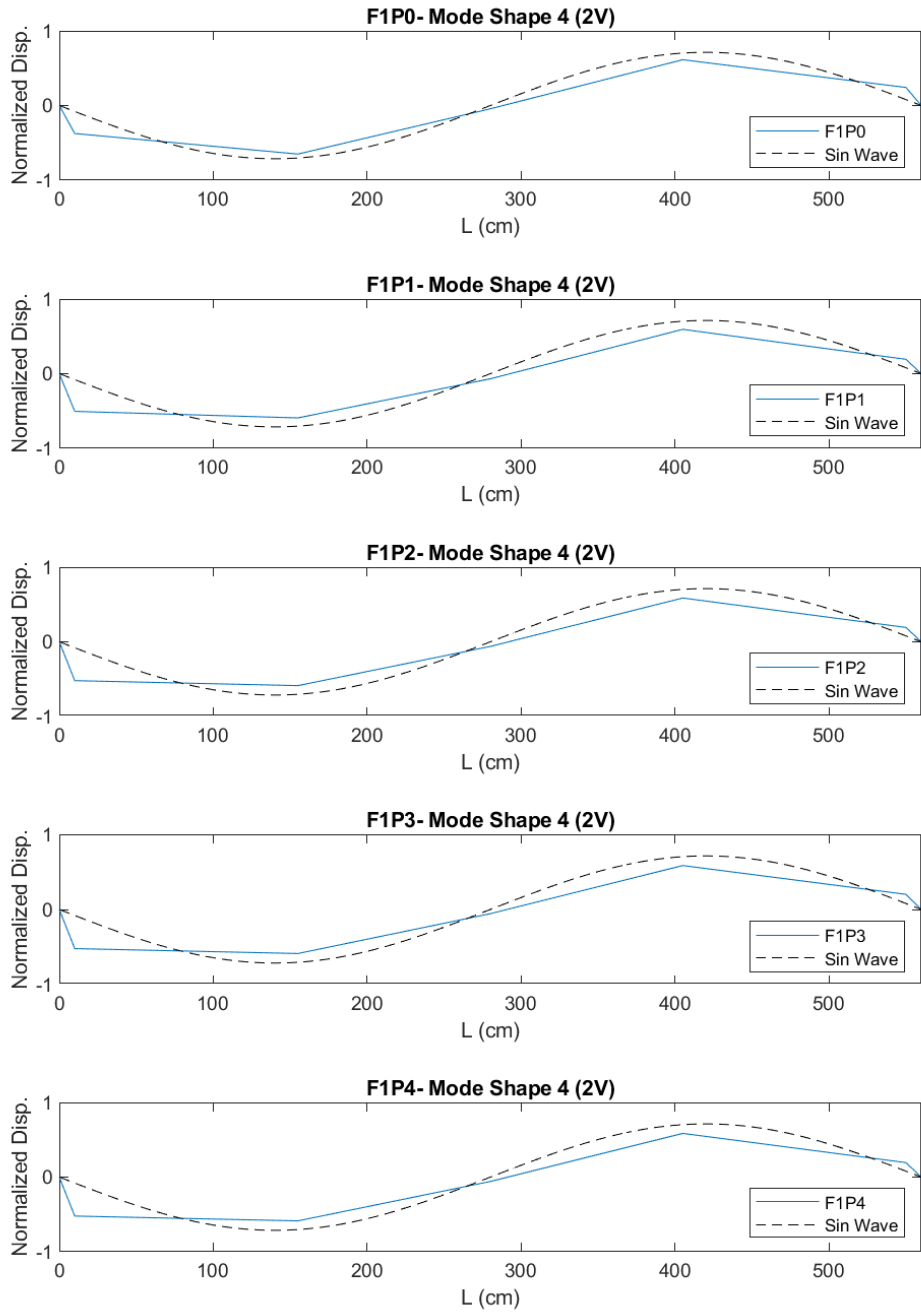 F1P0- Mode Shape 4 (2V)
Normalized Disp.
1
0
-1
F1P0
Sin Wave
0 100 200 300 400 500
L (cm)
F1P1- Mode Shape 4 (2V)
Normalized Disp.
1
0
-1
F1P1
Sin Wave
0 100 200 300 400 500
L (cm)
F1P2- Mode Shape 4 (2V)
Normalized Disp.
1
0
-1
F1P2
Sin Wave
0 100 200 300 400 500
L (cm)
F1P3- Mode Shape 4 (2V)
Normalized Disp.
1
0
-1
F1P3
Sin Wave
0 100 200 300 400 500
L (cm)
F1P4- Mode Shape 4 (2V)
Normalized Disp.
1
0
-1
F1P4
Sin Wave
0 100 200 300 400 500
L (cm)